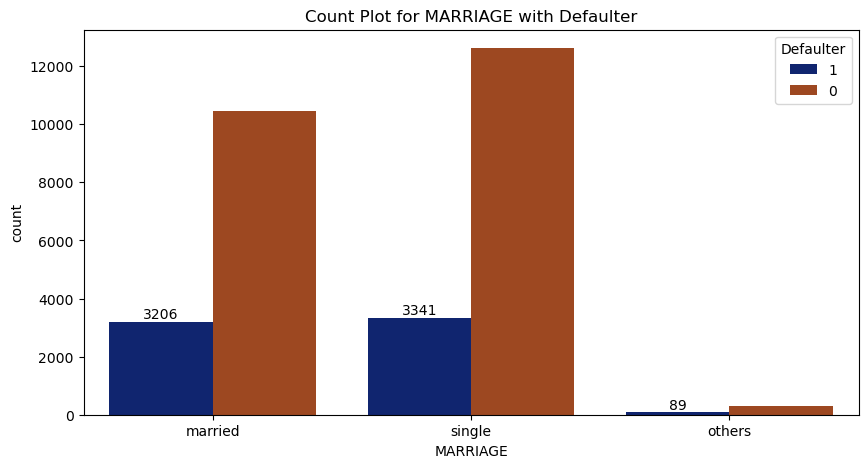 Count Plot for MARRIAGE with Defaulter
Defaulter
1
0
12000
10000
8000
6000
4000
2000
0
count
3206
3341
89
married
single
others
MARRIAGE